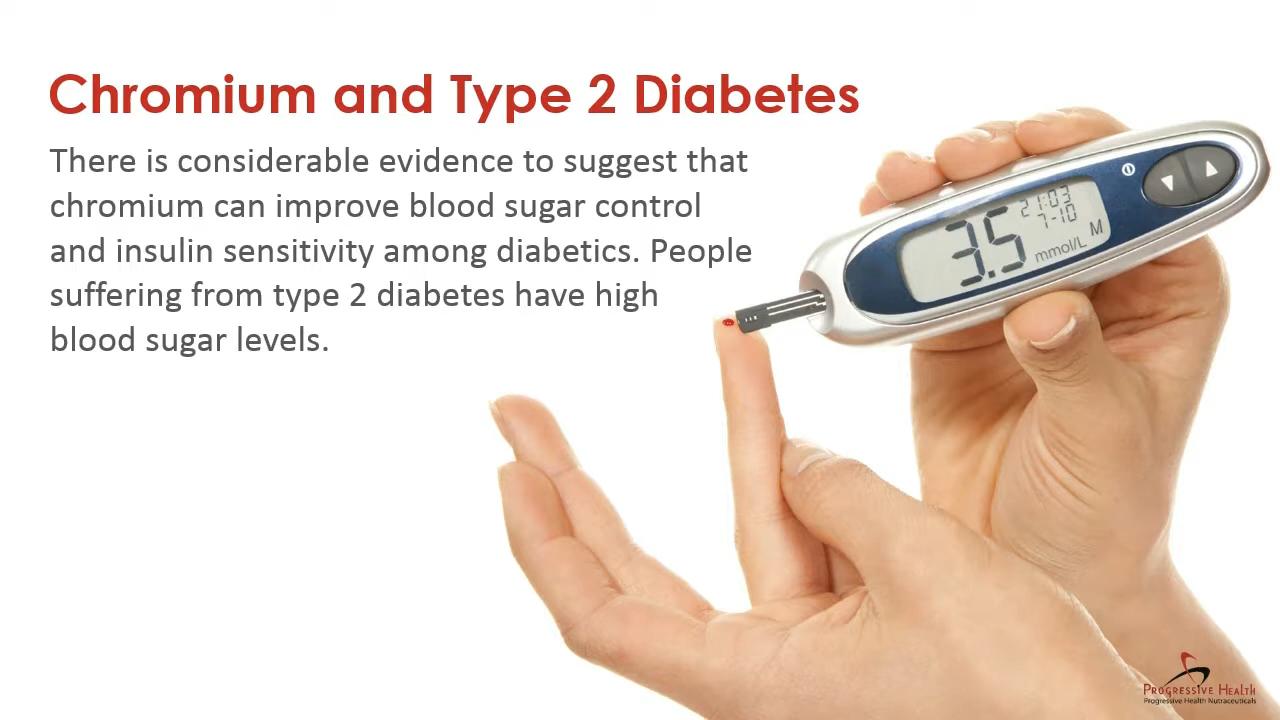 Chromium and Type 2 Diabetes
There is considerable evidence to suggest that
chromium can improve blood sugar control
and insulin sensitivity among diabetics. People
suffering from type 2 diabetes have high
blood sugar levels.
21:03
7-10
3.5
mmol/L
M
Progressive Health
Progressive Health Nutraceuticals